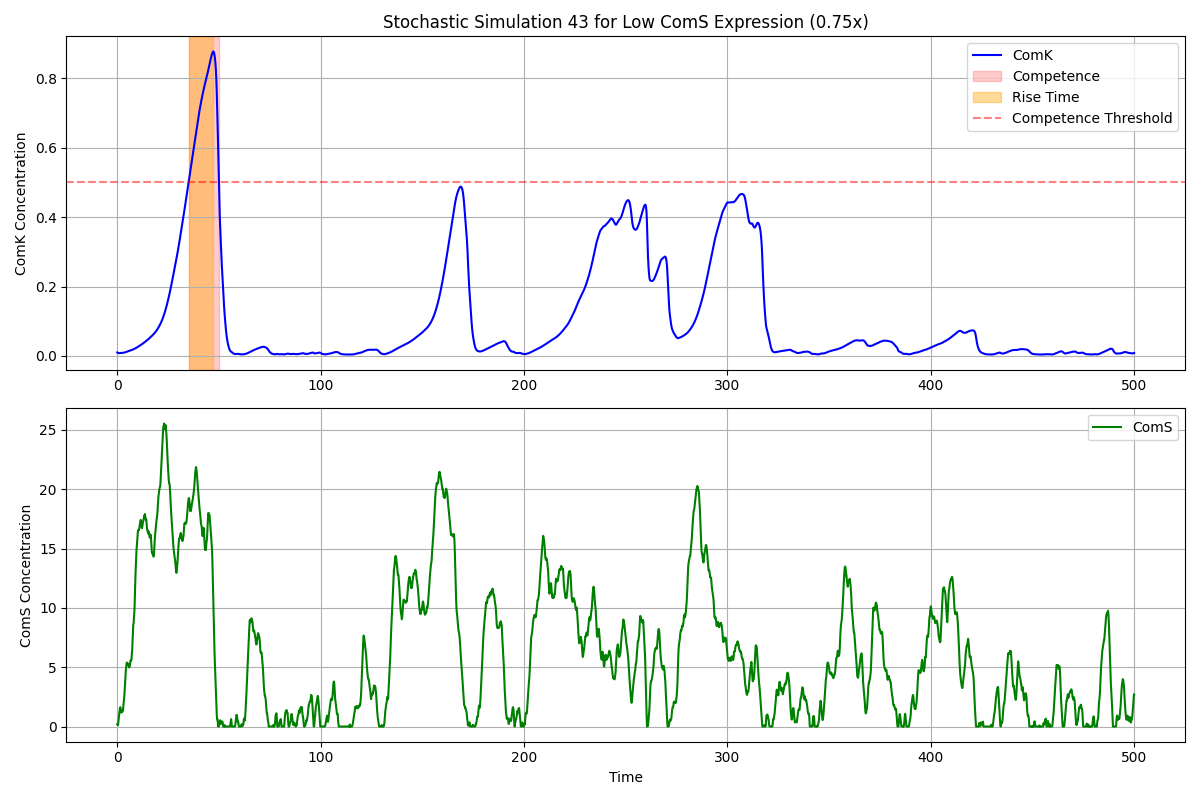 Stochastic Simulation 43 for Low ComS Expression (0.75x)
ComK Concentration
0.8
0.6
0.4
0.2
0.0
ComK
Competence
Rise Time
Competence Threshold
0 100 200 300 400 500
ComS Concentration
25
20
15
10
5
0
ComS
0 100 200 300 400 500
Time